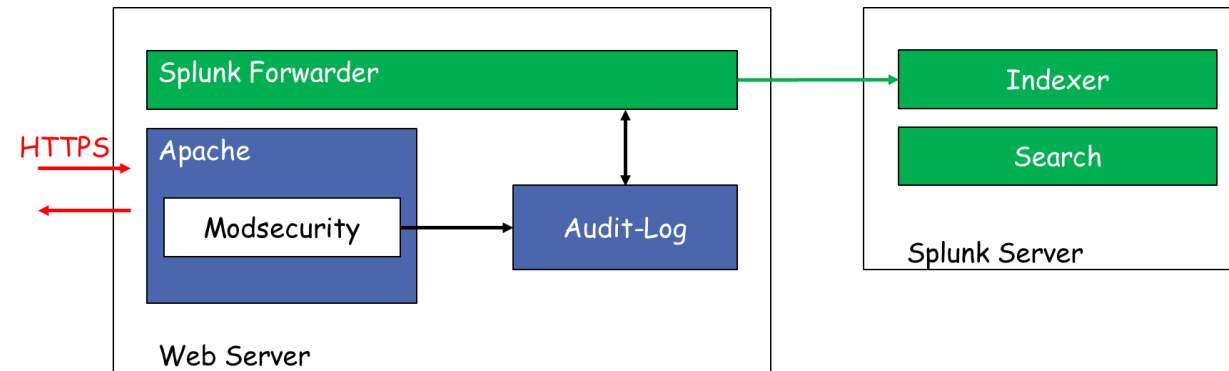 Splunk Forwarder
Indexer
HTTPS
Apache
Search
Modsecurity
Audit-Log
Splunk Server
Web Server